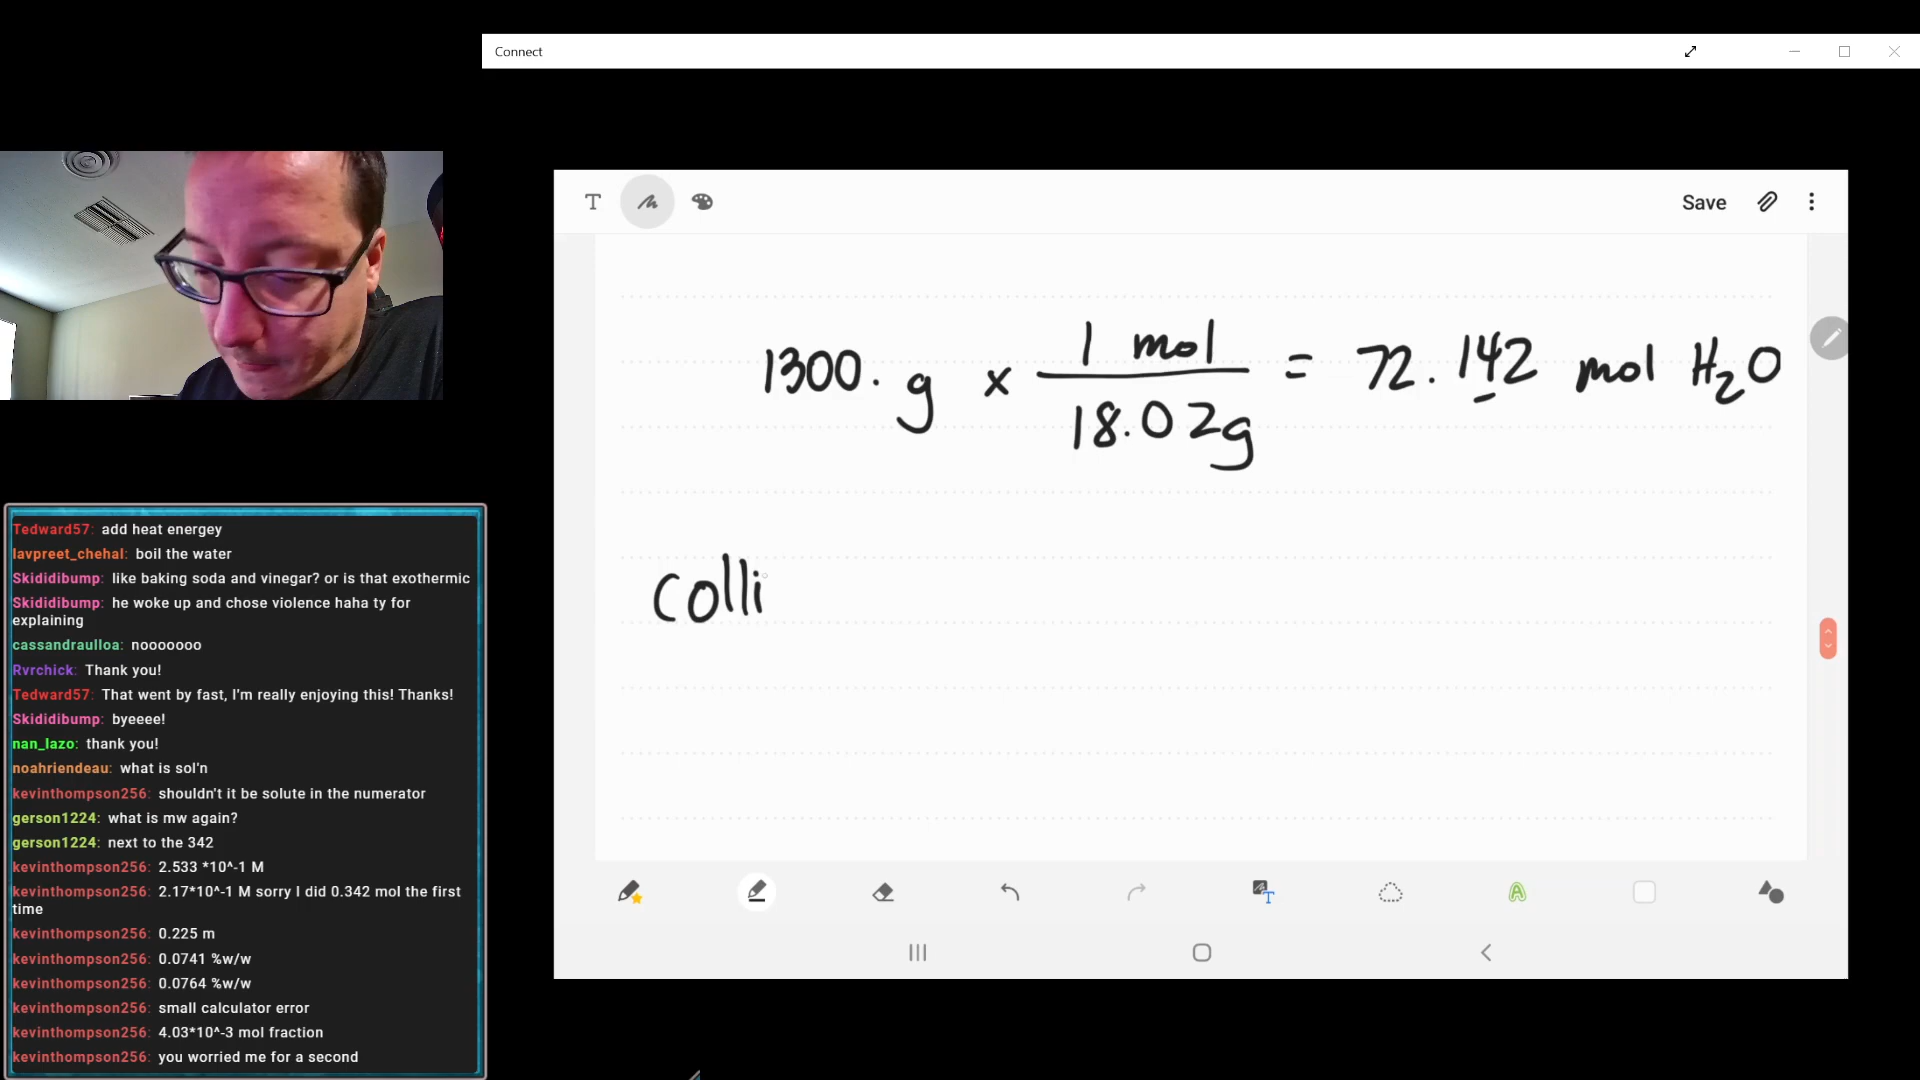 Connect
T
Save
1300. g x 1 mol / 18.02g = 72.142 mol H₂O
Colli
Tedward57: add heat energey
lavpreet_chehal: boil the water
Skididibump: like baking soda and vinegar? or is that exothermic
Skididibump: he woke up and chose violence haha ty for
explaining
cassandraulloa: nooooooo
Rvrchick: Thank you!
Tedward57: That went by fast, I'm really enjoying this! Thanks!
Skididibump: byeeee!
nan_lazo: thank you!
noahriendeau: what is sol'n
kevinthompson256: shouldn't it be solute in the numerator
gerson1224: what is mw again?
gerson1224: next to the 342
kevinthompson256: 2.533 *10^-1 M
kevinthompson256: 2.17*10^-1 M sorry I did 0.342 mol the first
time
kevinthompson256: 0.225 m
kevinthompson256: 0.0741 %w/w
kevinthompson256: 0.0764 %w/w
kevinthompson256: small calculator error
kevinthompson256: 4.03*10^-3 mol fraction
kevinthompson256: you worried me for a second
T
A